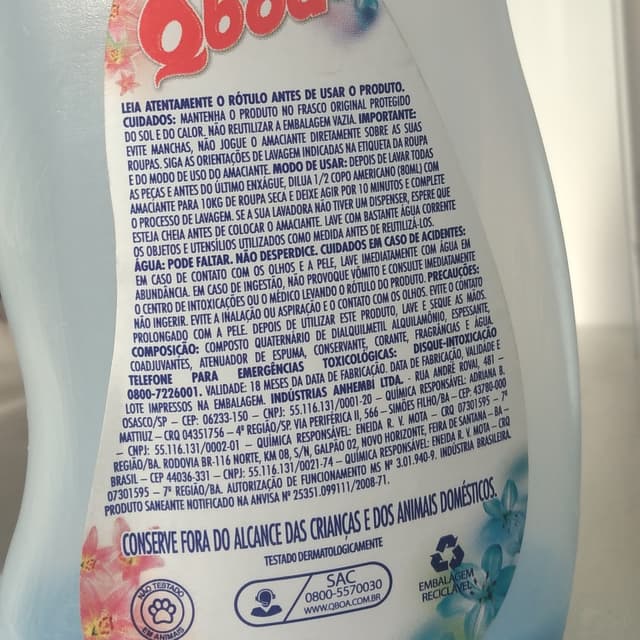 Qboa
LEIA ATENTAMENTE O RÓTULO ANTES DE USAR O PRODUTO.
CUIDADOS: MANTENHA O PRODUTO NO FRASCO ORIGINAL PROTEGIDO
DO SOL E DO CALOR. NÃO REUTILIZAR A EMBALAGEM VAZIA. IMPORTANTE:
EVITE MANCHAS, NÃO JOGUE O AMACIANTE DIRETAMENTE SOBRE AS SUAS
ROUPAS. SIGA AS ORIENTAÇÕES DE LAVAGEM INDICADAS NA ETIQUETA DA ROUPA
E DO MODO DE USO DO AMACIANTE. MODO DE USAR: DEPOIS DE LAVAR TODAS
AS PEÇAS E ANTES DO ÚLTIMO ENXÁGUE, DILUA 1/2 COPO AMERICANO (80ML) COM
AMACIANTE PARA 10KG DE ROUPA SECA E DEIXE AGIR POR 10 MINUTOS E COMPLETE
O PROCESSO DE LAVAGEM. SE A SUA LAVADORA NÃO TIVER UM DISPENSER, ESPERE QUE
ESTEJA CHEIA ANTES DE COLOCAR O AMACIANTE. LAVE COM BASTANTE ÁGUA CORRENTE
OS OBJETOS E UTENSÍLIOS UTILIZADOS COMO MEDIDA ANTES DE REUTILIZÁ-LOS.
ÁGUA: PODE FALTAR. NÃO DESPERDICE. CUIDADOS EM CASO DE ACIDENTES:
EM CASO DE CONTATO COM OS OLHOS E A PELE, LAVE IMEDIATAMENTE COM ÁGUA EM
ABUNDÂNCIA. EM CASO DE INGESTÃO, NÃO PROVOQUE VÔMITO E CONSULTE IMEDIATAMENTE
O CENTRO DE INTOXICAÇÕES OU O MÉDICO LEVANDO O RÓTULO DO PRODUTO. PRECAUÇÕES:
NÃO INGERIR. EVITE A INALAÇÃO OU ASPIRAÇÃO E O CONTATO COM OS OLHOS. EVITE O CONTATO
PROLONGADO COM A PELE. DEPOIS DE UTILIZAR ESTE PRODUTO, LAVE E SEQUE AS MÃOS.
COMPOSIÇÃO: COMPOSTO QUATERNÁRIO DE DIALQUILMETIL ALQUILAMÔNIO, ESPESSANTE,
COADJUVANTES, ATENUADOR DE ESPUMA, CONSERVANTE, CORANTE, FRAGRÂNCIAS E ÁGUA.
TELEFONE PARA EMERGÊNCIAS TOXICOLÓGICAS: DISQUE-INTOXICAÇÃO
0800-7226001. VALIDADE: 18 MESES DA DATA DE FABRICAÇÃO. DATA DE FABRICAÇÃO, VALIDADE E
LOTE IMPRESSOS NA EMBALAGEM. INDÚSTRIAS ANHEMBI LTDA. - RUA ANDRÉ ROVAI, 481 -
OSASCO/SP – CEP: 06233-150 – CNPJ: 55.116.131/0001-20 – QUÍMICA RESPONSÁVEL: ADRIANA B.
MATTIUZ – CRQ 04351756 – 4ª REGIÃO/SP. VIA PERIFÉRICA II, 566 – SIMÕES FILHO/BA – CEP: 43780-000
– CNPJ: 55.116.131/0002-01 – QUÍMICA RESPONSÁVEL: ENEIDA R. V. MOTA – CRQ 07301595 – 7ª
REGIÃO/BA. RODOVIA BR-116 NORTE, KM 08, S/N, GALPÃO 02, NOVO HORIZONTE, FEIRA DE SANTANA – BA –
BRASIL – CEP 44036-331 – CNPJ: 55.116.131/0021-74 – QUÍMICA RESPONSÁVEL: ENEIDA R. V. MOTA – CRQ
07301595 – 7ª REGIÃO/BA. AUTORIZAÇÃO DE FUNCIONAMENTO MS Nº 3.01.940-9. INDÚSTRIA BRASILEIRA.
PRODUTO SANEANTE NOTIFICADO NA ANVISA Nº 25351.099111/2008-71.
CONSERVE FORA DO ALCANCE DAS CRIANÇAS E DOS ANIMAIS DOMÉSTICOS.
TESTADO DERMATOLOGICAMENTE
NÃO TESTADO
EM ANIMAIS
SAC
0800-5570030
WWW.QBOA.COM.BR
EMBALAGEM
RECICLÁVEL